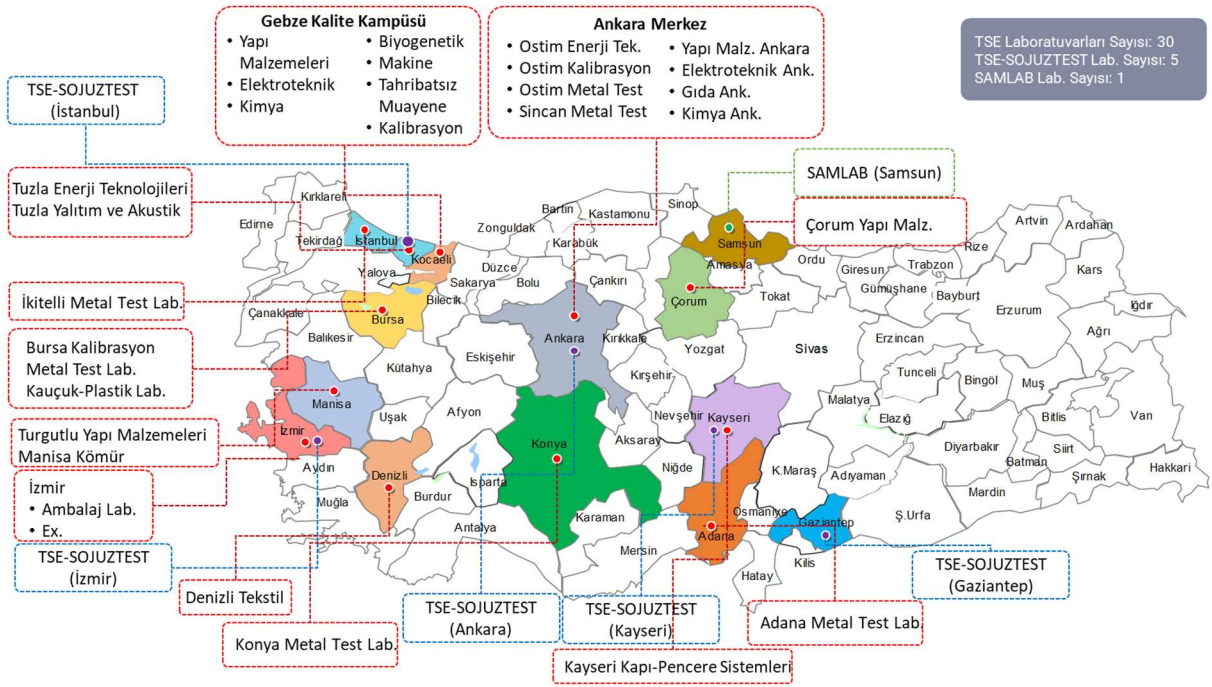 Gebze Kalite Kampüsü
• Yapı
Malzemeleri
• Elektroteknik
• Kimya
• Biyogenetik
• Makine
• Tahribatsız
Muayene
• Kalibrasyon
Ankara Merkez
• Ostim Enerji Tek.
• Ostim Kalibrasyon
• Ostim Metal Test
• Sincan Metal Test
• Yapı Malz. Ankara
• Elektroteknik Ank.
• Gıda Ank.
• Kimya Ank.
TSE Laboratuvarları Sayısı: 30
TSE-SOJUZTEST Lab. Sayısı: 5
SAMLAB Lab. Sayısı: 1
TSE-SOJUZTEST
(İstanbul)
SAMLAB (Samsun)
Tuzla Enerji Teknolojileri
Tuzla Yalıtım ve Akustik
Çorum Yapı Malz.
İkitelli Metal Test Lab.
Bursa Kalibrasyon
Metal Test Lab.
Kauçuk-Plastik Lab.
Turgutlu Yapı Malzemeleri
Manisa Kömür
İzmir
• Ambalaj Lab.
• Ex.
TSE-SOJUZTEST
(İzmir)
Denizli Tekstil
Konya Metal Test Lab.
TSE-SOJUZTEST
(Ankara)
TSE-SOJUZTEST
(Kayseri)
Kayseri Kapı-Pencere Sistemleri
Adana Metal Test Lab.
TSE-SOJUZTEST
(Gaziantep)
Kırklareli
Edirne
Tekirdağ
İstanbul
Kocaeli
Yalova
Sakarya
Düzce
Bolu
Zonguldak
Bartın
Karabük
Kastamonu
Sinop
Çankırı
Samsun
Amasya
Ordu
Çorum
Tokat
Giresun
Gümüşhane
Trabzon
Bayburt
Rize
Artvin
Ardahan
Kars
Iğdır
Ağrı
Erzurum
Erzincan
Çanakkale
Balıkesir
Bursa
Bilecik
Kütahya
Eskişehir
Ankara
Kırıkkale
Kırşehir
Yozgat
Sivas
Tunceli
Bingöl
Muş
Bitlis
Van
Malatya
Elazığ
Diyarbakır
Batman
Siirt
Şırnak
Hakkari
Mardin
Manisa
İzmir
Uşak
Afyon
Aydın
Denizli
Muğla
Burdur
Isparta
Antalya
Konya
Aksaray
Nevşehir
Kayseri
Niğde
Karaman
Mersin
Adana
Osmaniye
K.Maraş
Adıyaman
Gaziantep
Ş.Urfa
Kilis
Hatay